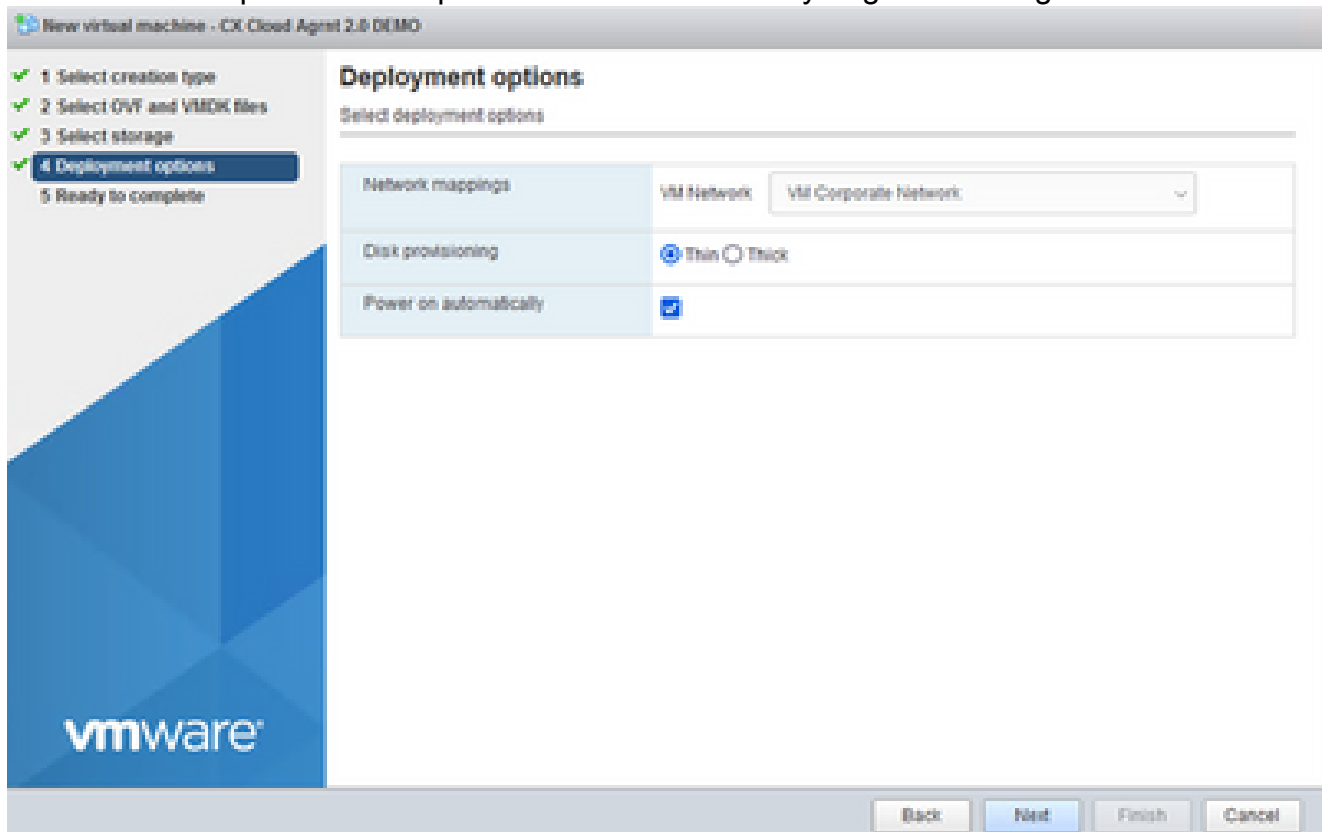 New virtual machine - CX Cloud Agent 2.0 DEMO
1 Select creation type
2 Select OVF and VMDK files
3 Select storage
4 Deployment options
5 Ready to complete
Deployment options
Select deployment options
Network mappings VM Network VM Corporate Network
Disk provisioning Thin Thick
Power on automatically
vmware
Back Next Finish Cancel